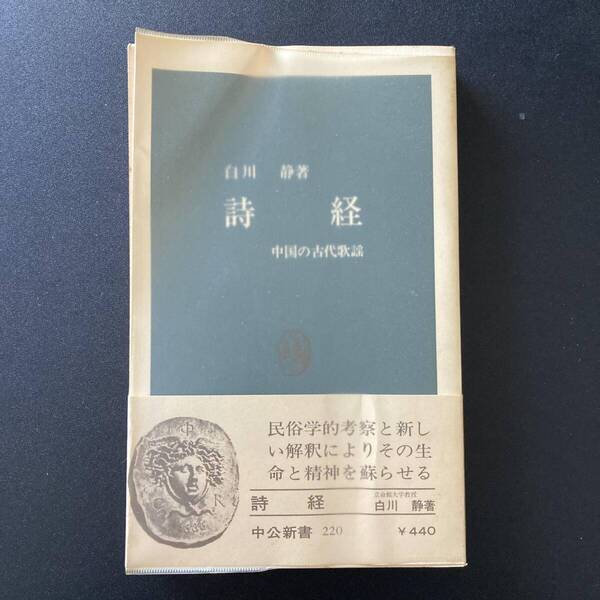 白川 静著
詩 経
中国の古代歌謡
民俗学的考察と新し
い解釈によりその生
命と精神を蘇らせる
立命館大学教授
詩 経 白川 静著
中公新書 220 ¥440
中
C R